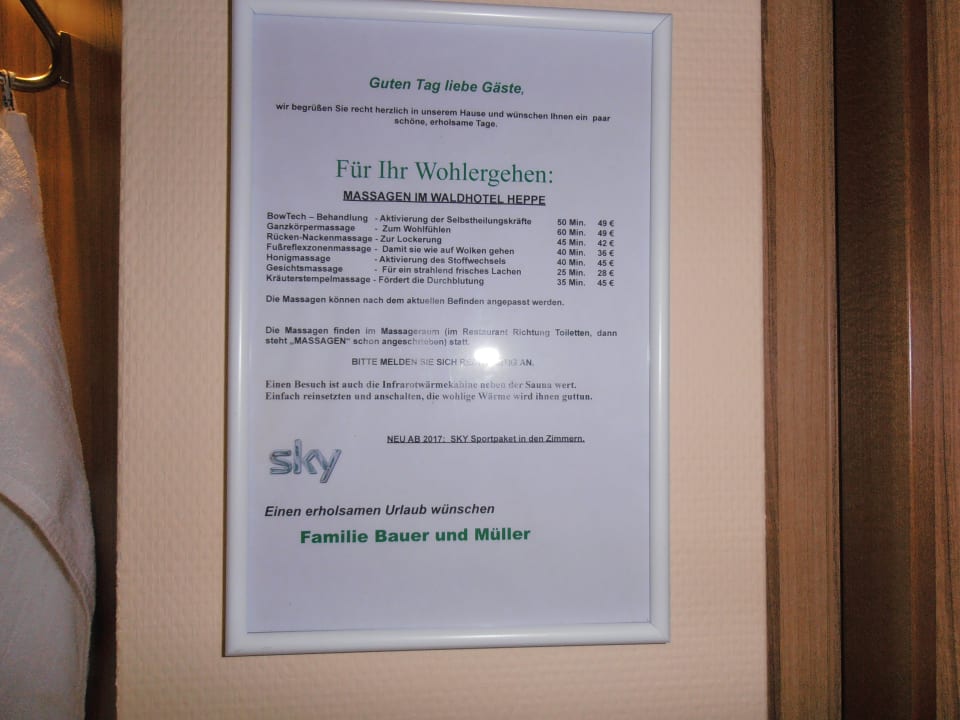 Guten Tag liebe Gäste,
wir begrüßen Sie recht herzlich in unserem Hause und wünschen Ihnen ein paar
schöne, erholsame Tage.
Für Ihr Wohlergehen:
MASSAGEN IM WALDHOTEL HEPPE
BowTech – Behandlung - Aktivierung der Selbstheilungskräfte 50 Min. 49 €
Ganzkörpermassage - Zum Wohlfühlen 60 Min. 49 €
Rücken-Nackenmassage - Zur Lockerung 45 Min. 42 €
Fußreflexzonenmassage - Damit sie wie auf Wolken gehen 40 Min. 36 €
Honigmassage - Aktivierung des Stoffwechsels 40 Min. 45 €
Gesichtsmassage - Für ein strahlend frisches Lachen 25 Min. 28 €
Kräuterstempelmassage - Fördert die Durchblutung 35 Min. 45 €
Die Massagen können nach dem aktuellen Befinden angepasst werden.
Die Massagen finden im Massageraum (im Restaurant Richtung Toiletten, dann
steht „MASSAGEN" schon angeschrieben) statt.
BITTE MELDEN SIE SICH AN.
Einen Besuch ist auch die Infrarotwärmekabine neben der Sauna wert.
Einfach reinsetzten und anschalten, die wohlige Wärme wird ihnen guttun.
NEU AB 2017: SKY Sportpaket in den Zimmern.
sky
Einen erholsamen Urlaub wünschen
Familie Bauer und Müller